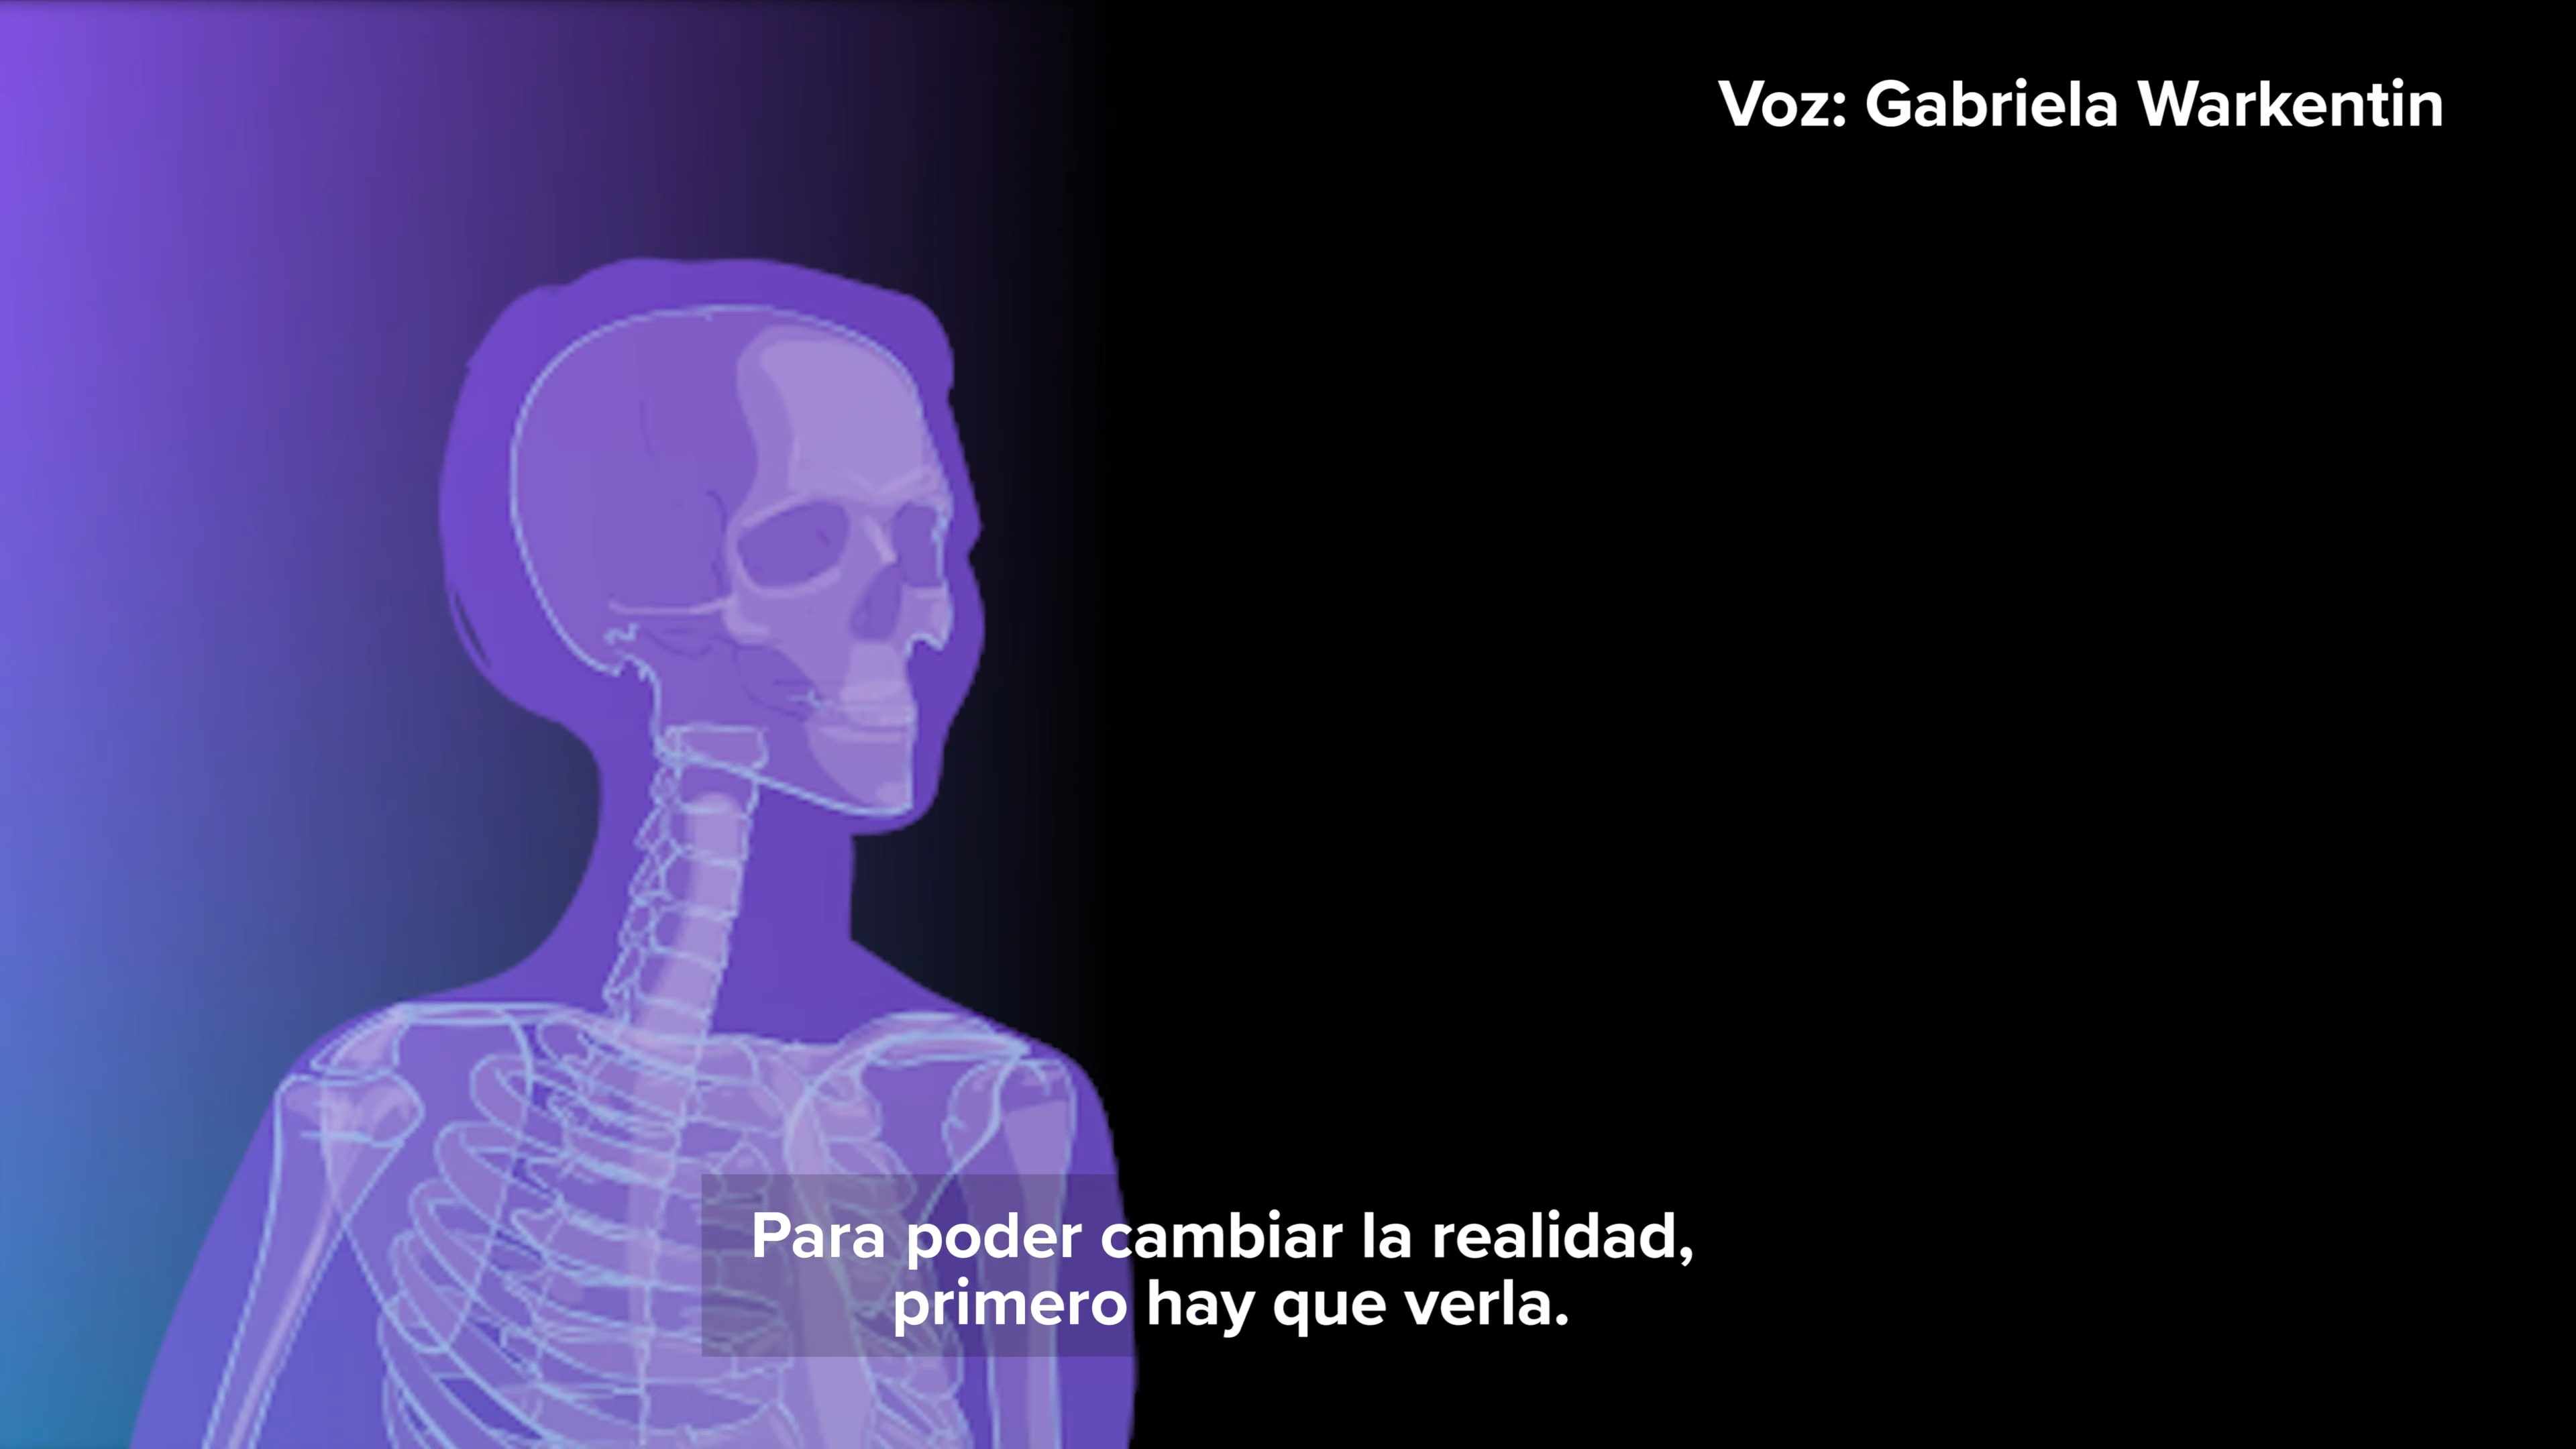 Voz: Gabriela Warkentin
Para poder cambiar la realidad,
primero hay que verla.